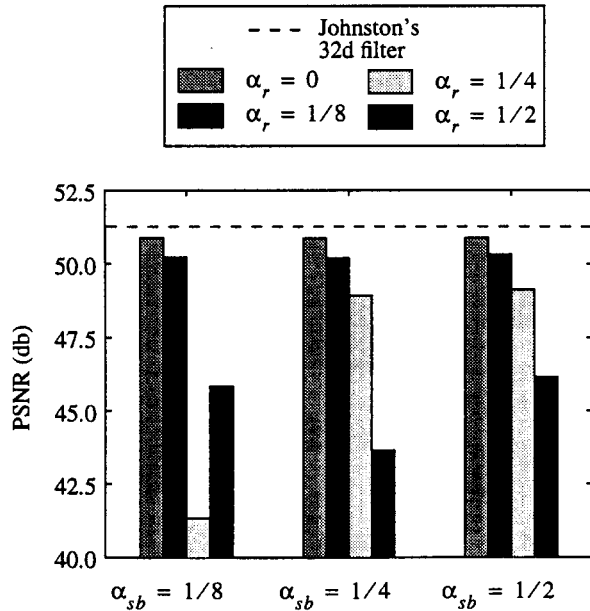 Johnston's
32d filter
α_r = 0
α_r = 1/4
α_r = 1/8
α_r = 1/2
52.5
50.0
47.5
45.0
42.5
40.0
PSNR (db)
α_sb = 1/8
α_sb = 1/4
α_sb = 1/2